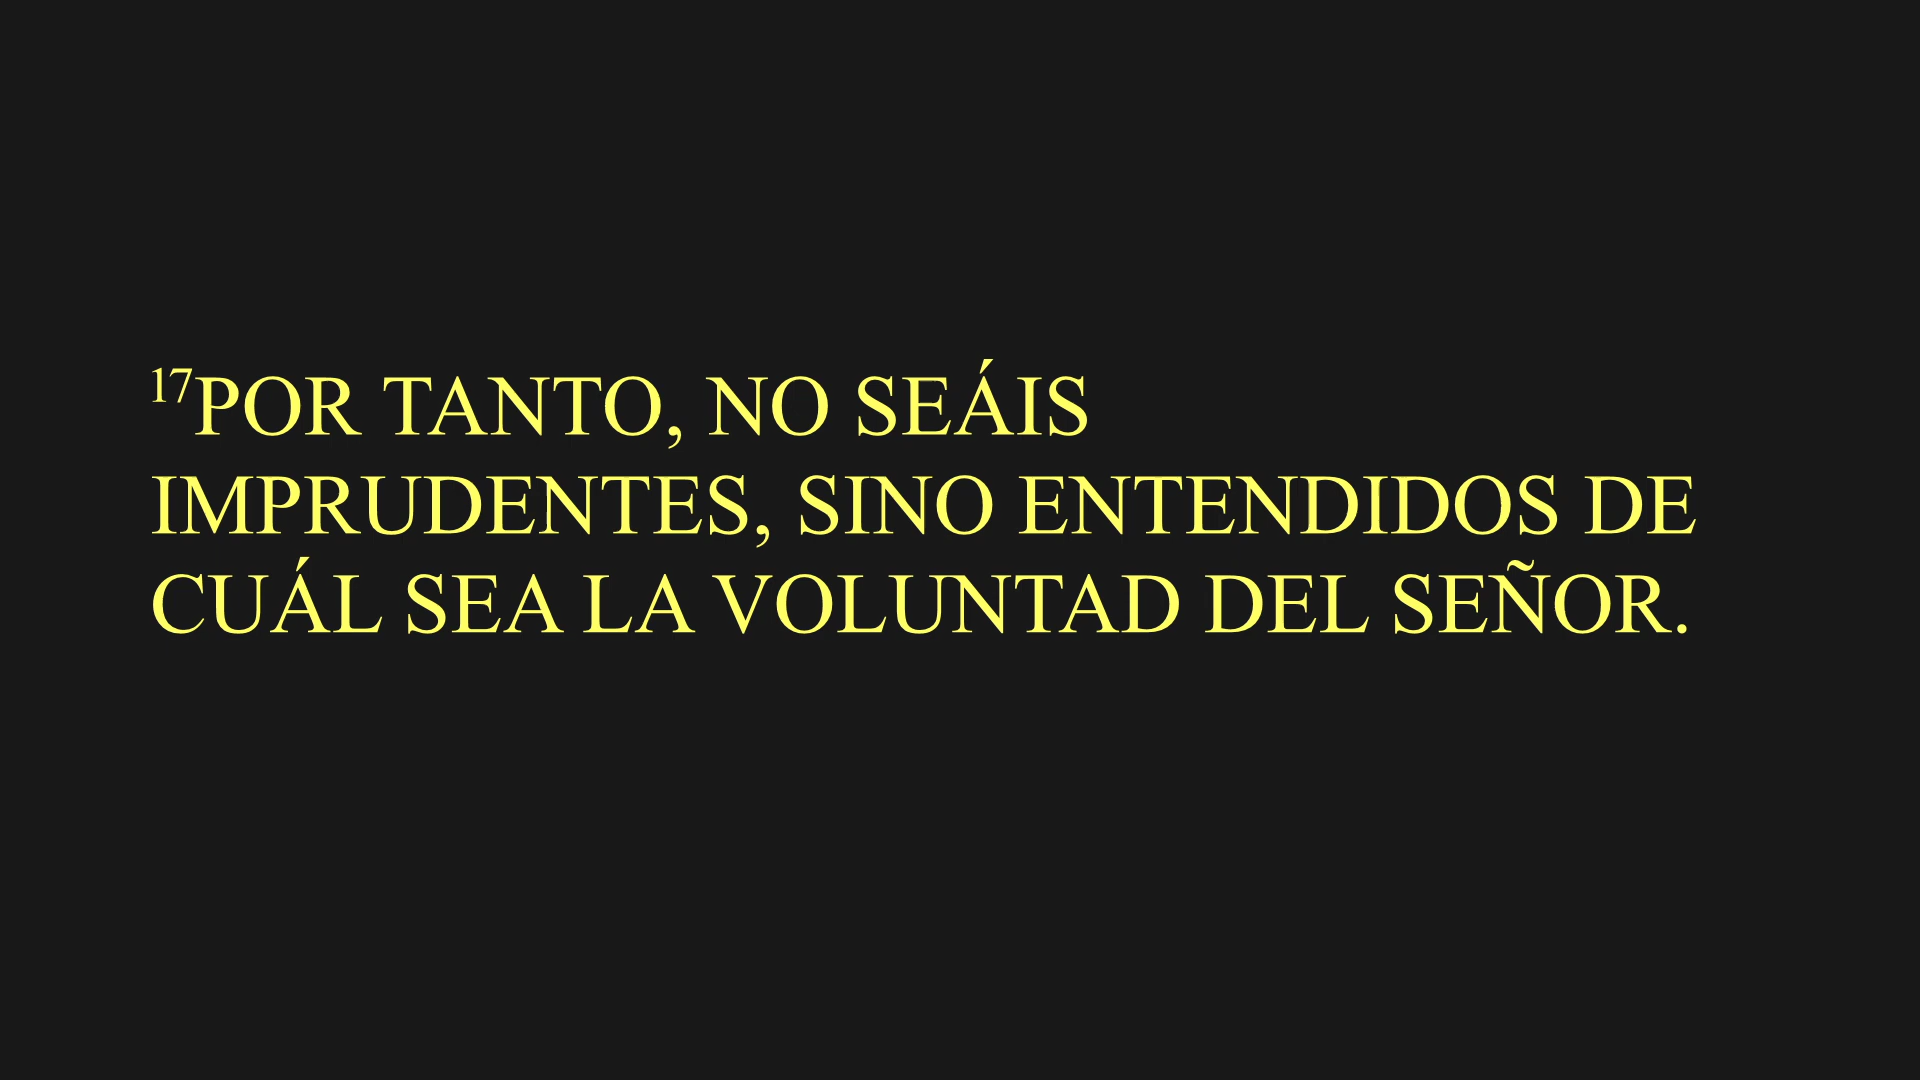 ¹⁷POR TANTO, NO SEÁIS
IMPRUDENTES, SINO ENTENDIDOS DE
CUÁL SEA LA VOLUNTAD DEL SEÑOR.